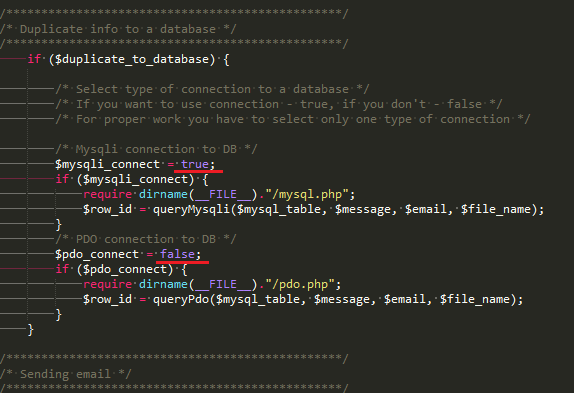 /************************************************/
/* Duplicate info to a database */
/************************************************/
if ($duplicate_to_database) {
/* Select type of connection to a database */
/* If you want to use connection - true, if you don't - false */
/* For proper work you have to select only one type of connection */
/* Mysqli connection to DB */
$mysqli_connect = true;
if ($mysqli_connect) {
require dirname(__FILE__)."/mysql.php";
$row_id = queryMysqli($mysql_table, $message, $email, $file_name);
}
/* PDO connection to DB */
$pdo_connect = false;
if ($pdo_connect) {
require dirname(__FILE__)."/pdo.php";
$row_id = queryPdo($mysql_table, $message, $email, $file_name);
}
}
/************************************************/
/* Sending email */
/************************************************/